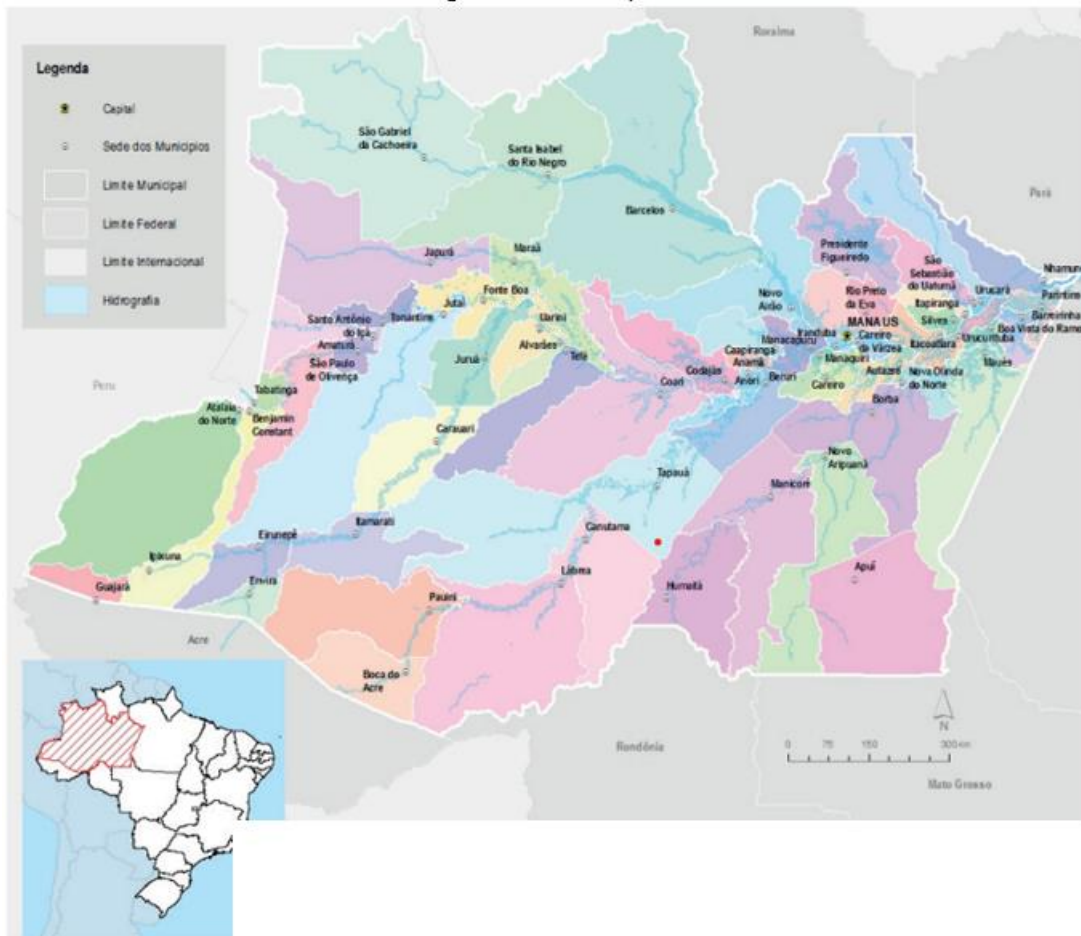 Roraima
Legenda
Capital
Sede dos Municípios
Limite Municipal
Limite Federal
Limite Internacional
Hidrografia
São Gabriel
da Cachoeira
Santa Isabel
do Rio Negro
Barcelos
Pará
Japurá
Maraã
Presidente
Figueiredo
São
Sebastião
do Uatumã
Nhamundá
Fonte Boa
Jutaí
Tonantins
Santo Antônio
do Içá
Amaturá
São Paulo
de Olivença
Uarini
Alvarães
Tefé
Juruá
Novo
Airão
Rio Preto
da Eva
Itapiranga
Urucará
Parintins
Barreirinha
Boa Vista do Ramos
Silves
Urucurituba
MANAUS
Iranduba
Careiro
da Várzea
Itacoatiara
Manacapuru
Caapiranga
Anamã
Manaquiri
Autazes
Nova Olinda
do Norte
Maués
Codajás
Anori
Beruri
Careiro
Coari
Borba
Peru
Tabatinga
Atalaia
do Norte
Benjamin
Constant
Carauari
Tapauá
Novo
Aripuanã
Manicoré
Itamarati
Eirunepé
Canutama
Ipixuna
Envira
Guajará
Lábrea
Pauini
Humaitá
Apuí
Acre
Boca do
Acre
N
Rondônia
0 75 150 300 km
Mato Grosso